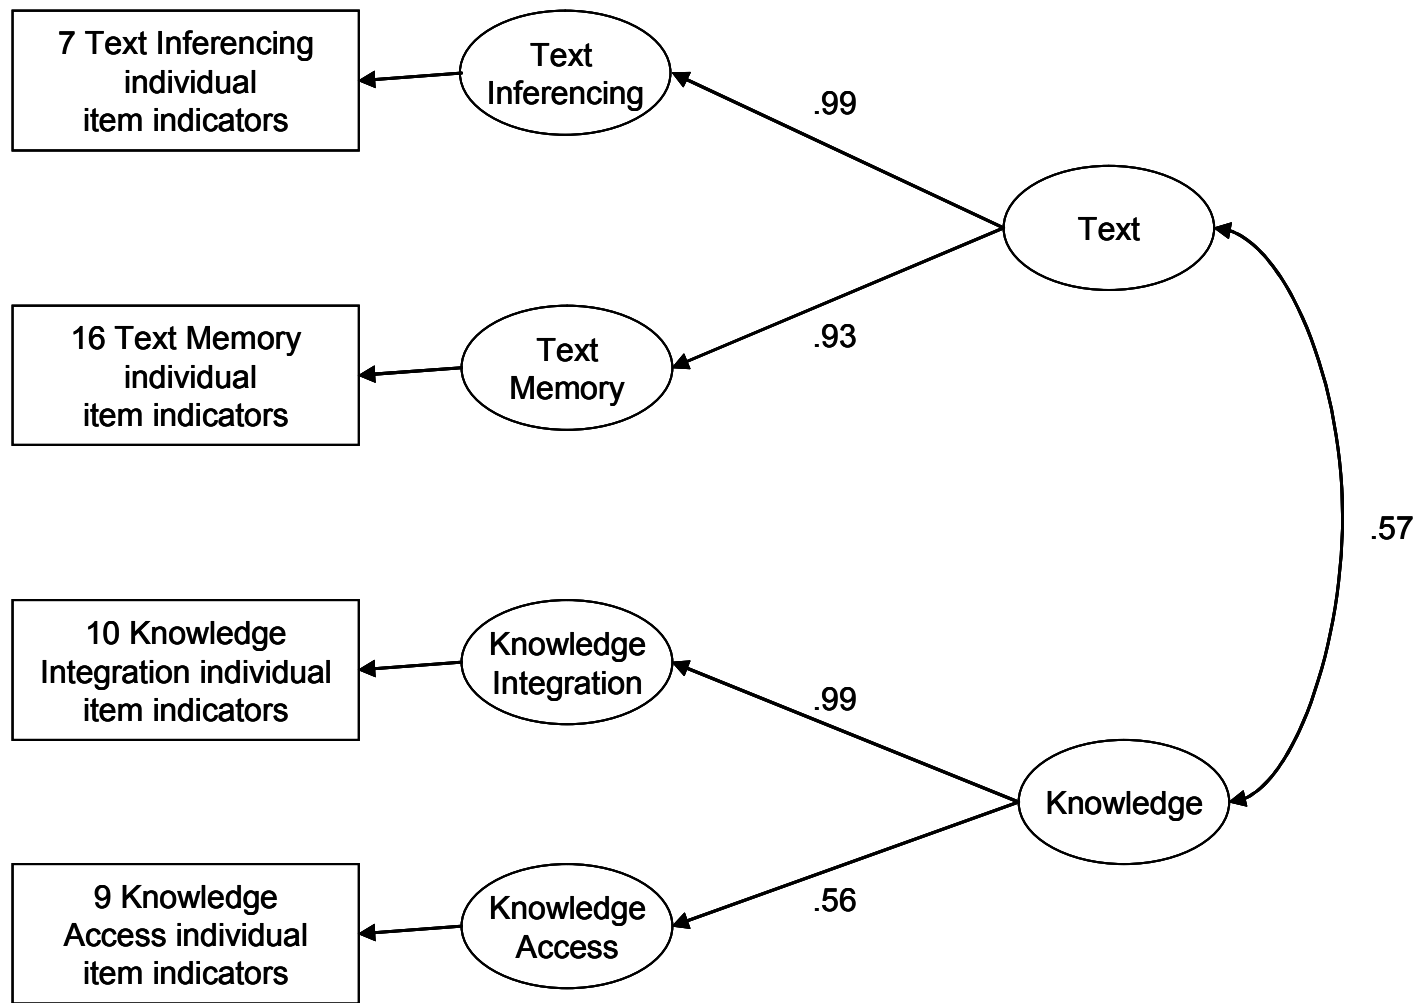 7 Text Inferencing
individual
item indicators
Text
Inferencing
.99
Text
16 Text Memory
individual
item indicators
Text
Memory
.93
.57
10 Knowledge
Integration individual
item indicators
Knowledge
Integration
.99
Knowledge
9 Knowledge
Access individual
item indicators
Knowledge
Access
.56